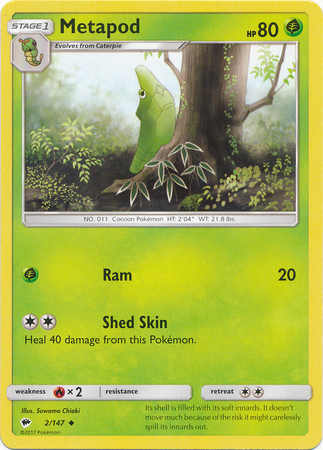 STAGE 1
Metapod
HP 80
Evolves from Caterpie
NO. 011 Cocoon Pokémon HT: 2'04" WT: 21.8 lbs.
Ram 20
Shed Skin
Heal 40 damage from this Pokémon.
weakness × 2 resistance retreat
Illus. Suwama Chiaki
2/147
©2017 Pokémon
Its shell is filled with its soft innards. It doesn't
move much because of the risk it might carelessly
spill its innards out.